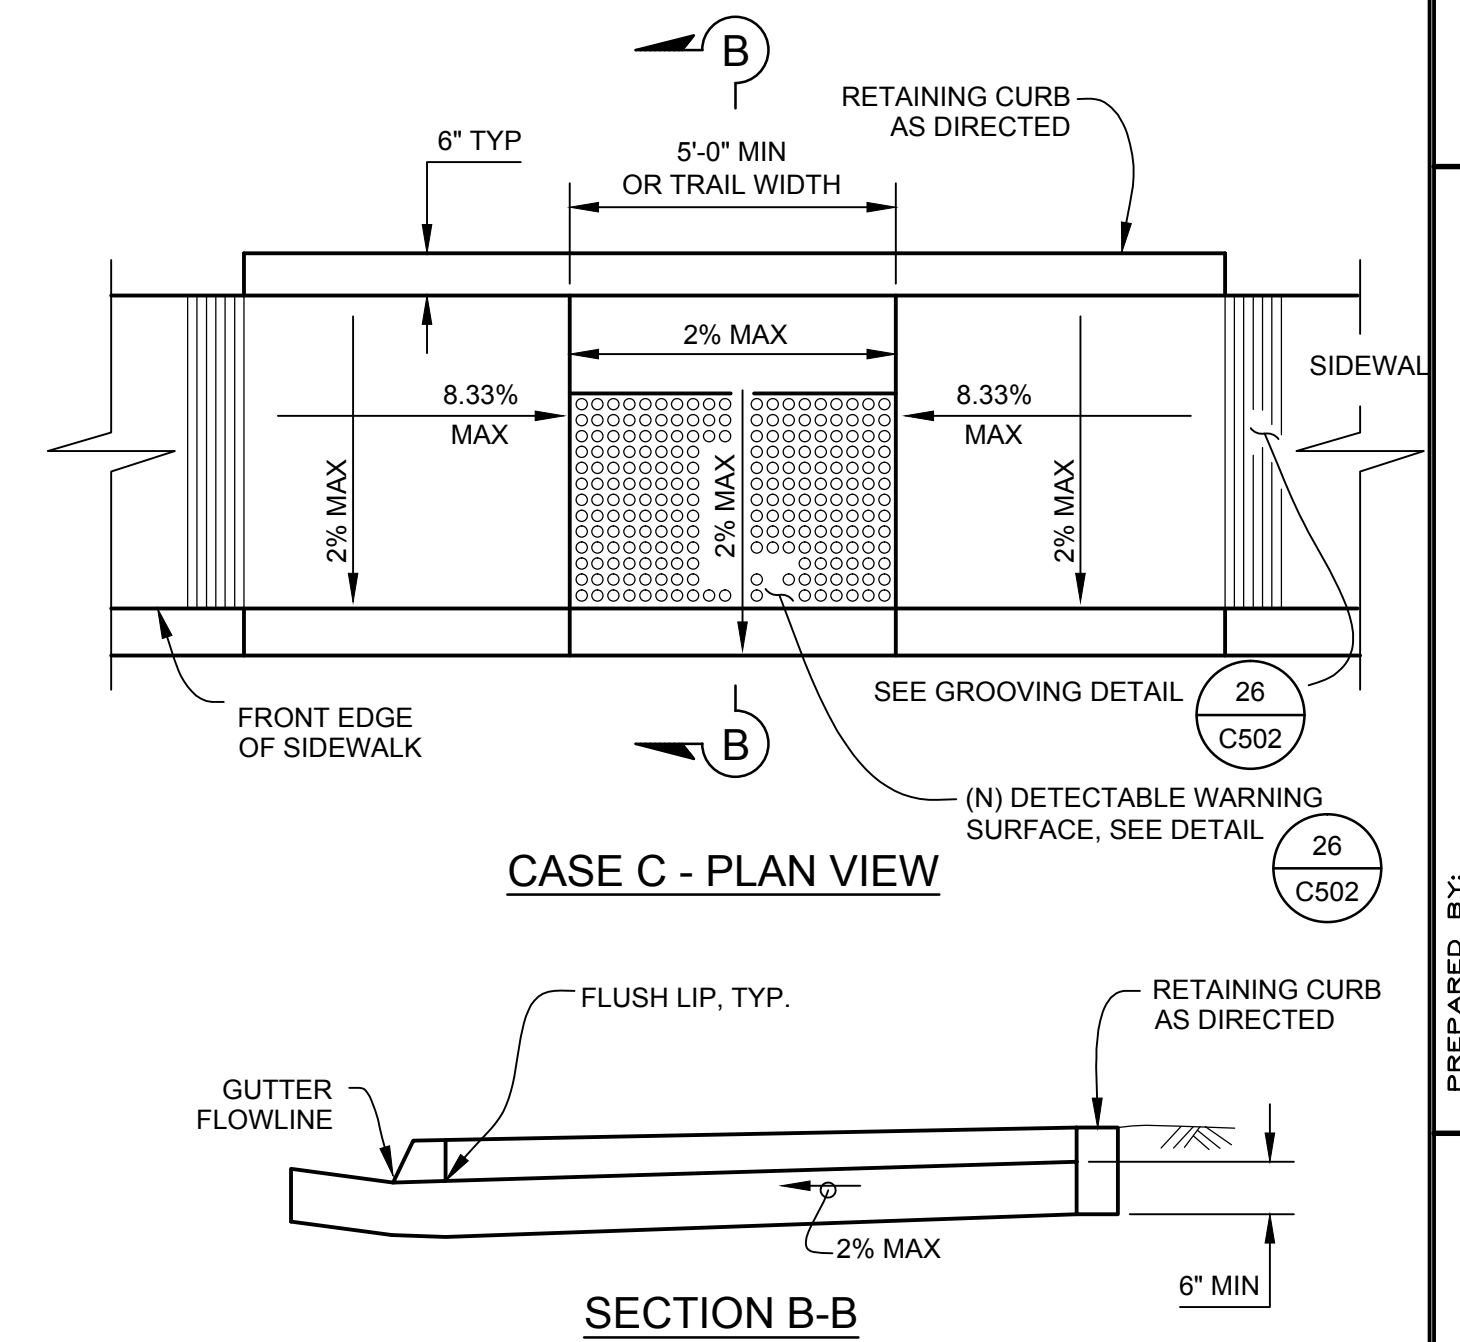 B
RETAINING CURB
AS DIRECTED
6" TYP
5'-0" MIN
OR TRAIL WIDTH
2% MAX
SIDEWAL
8.33%
MAX
8.33%
MAX
2% MAX
2% MAX
2% MAX
SEE GROOVING DETAIL
26
C502
FRONT EDGE
OF SIDEWALK
B
(N) DETECTABLE WARNING
SURFACE, SEE DETAIL
26
C502
CASE C - PLAN VIEW
PREPARED BY:
FLUSH LIP, TYP.
RETAINING CURB
AS DIRECTED
GUTTER
FLOWLINE
2% MAX
6" MIN
SECTION B-B